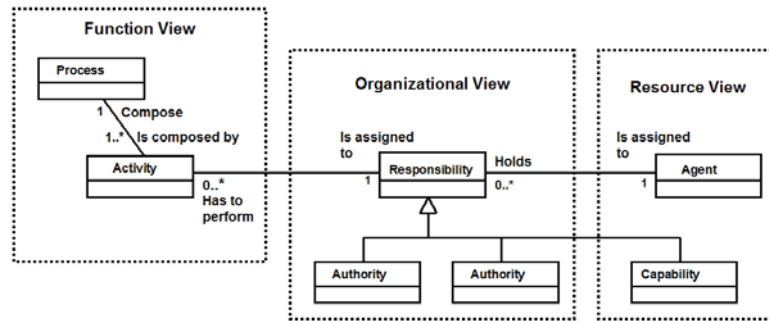 Function View
Process
1 Compose
1..* Is composed by
Activity
0..*
Has to
perform
Organizational View
Is assigned
to
1
Responsibility
Holds
0..*
Authority
Authority
Resource View
Is assigned
to
1
Agent
Capability